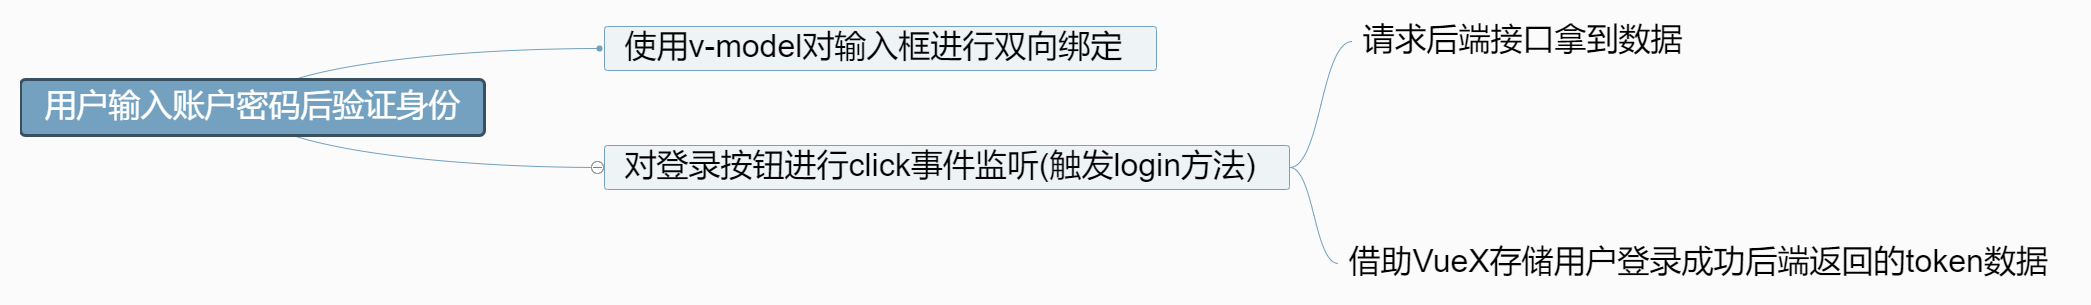 用户输入账户密码后验证身份
使用v-model对输入框进行双向绑定
对登录按钮进行click事件监听(触发login方法)
请求后端接口拿到数据
借助VueX存储用户登录成功后端返回的token数据